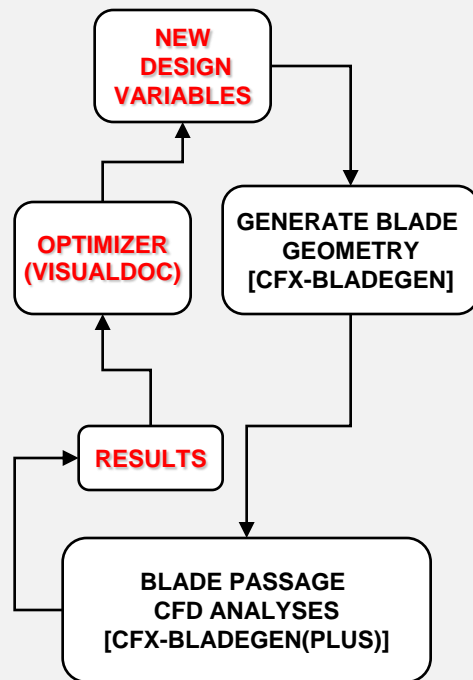 NEW
DESIGN
VARIABLES
GENERATE BLADE
GEOMETRY
[CFX-BLADEGEN]
OPTIMIZER
(VISUALDOC)
RESULTS
BLADE PASSAGE
CFD ANALYSES
[CFX-BLADEGEN(PLUS)]